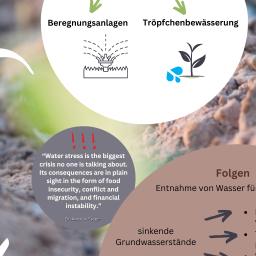 Beregnungsanlagen
Tröpfchenbewässerung
"Water stress is the biggest
crisis no one is talking about.
Its consequences are in plain
sight in the form of food
insecurity, conflict and
migration, and financial
instability."
Folgen
Entnahme von Wasser fü
sinkende
Grundwasserstände